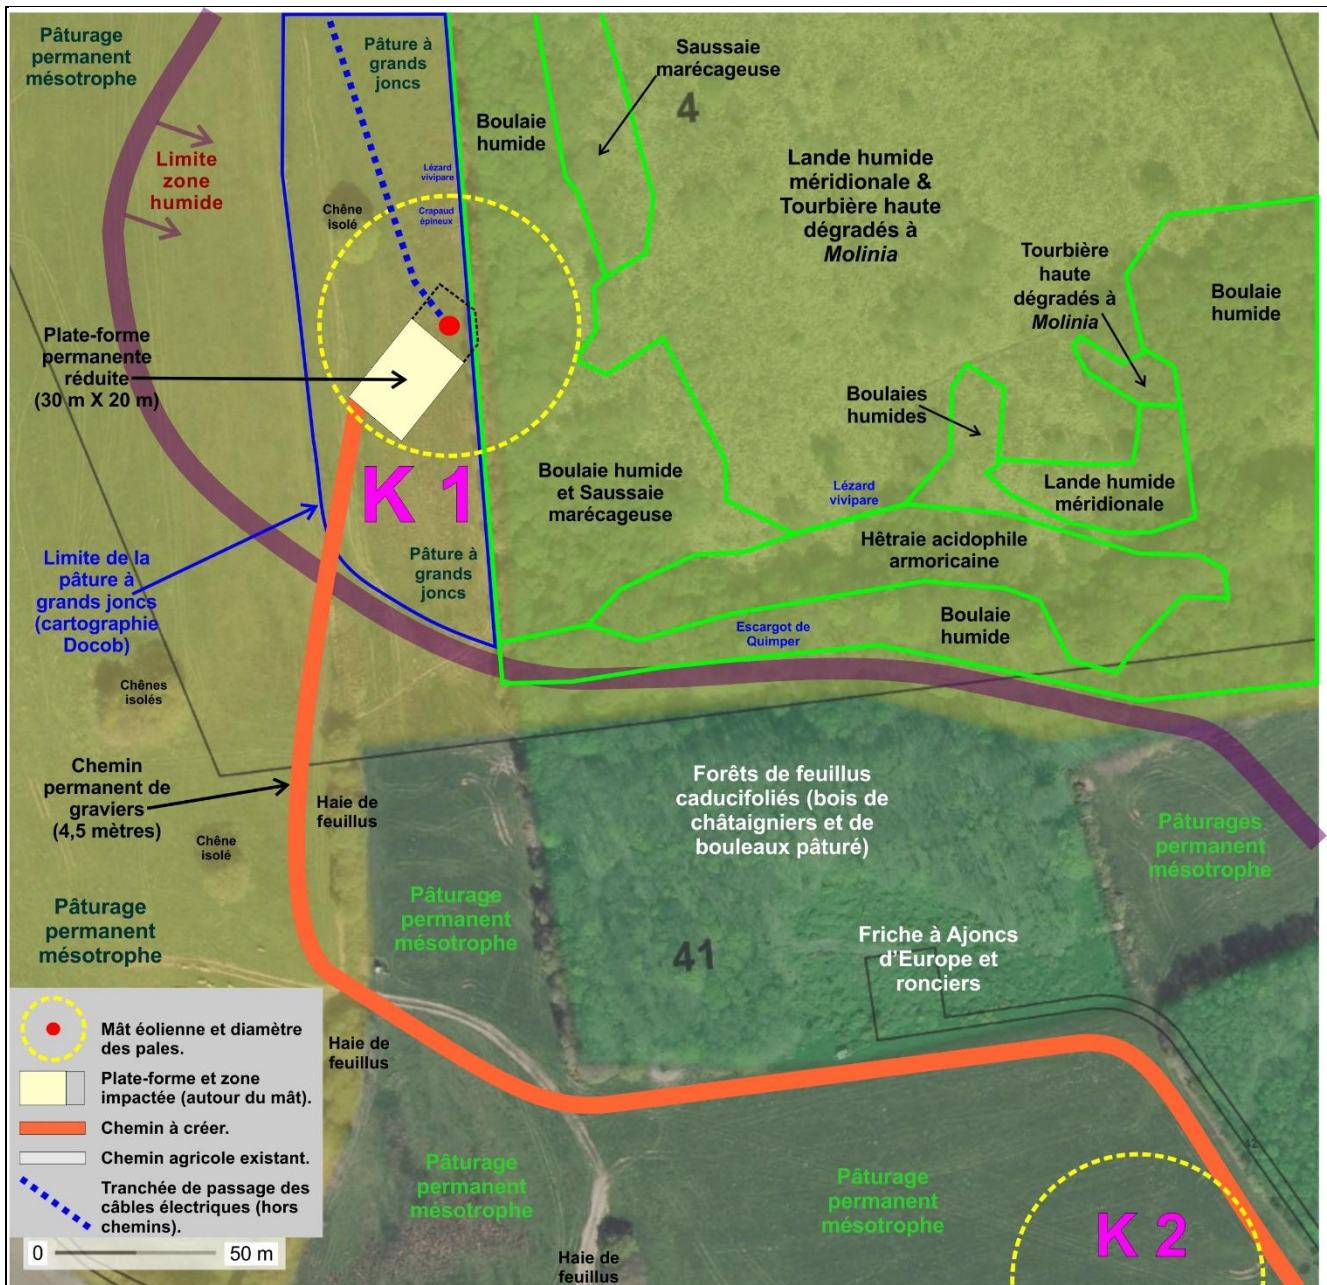 Pâturage
permanent
mésotrophe
Pâture à
grands
joncs
Saussaie
marécageuse
4
Boulaie
humide
Lande humide
méridionale &
Tourbière haute
dégradés à
Molinia
Limite
zone
humide
Lézard
vivipare
Chêne
isolé
Crapaud
épineux
Tourbière
haute
dégradés à
Molinia
Boulaie
humide
Plate-forme
permanente
réduite
(30 m X 20 m)
Boulaies
humides
K 1
Boulaie humide
et Saussaie
marécageuse
Lézard
vivipare
Lande humide
méridionale
Hêtraie acidophile
armoricaine
Limite de la
pâture à
grands joncs
(cartographie
Docob)
Pâture à
grands
joncs
Escargot de
Quimper
Boulaie
humide
Chênes
isolés
Chemin
permanent de
graviers
(4,5 mètres)
Haie de
feuillus
Forêts de feuillus
caducifoliés (bois de
châtaigniers et de
bouleaux pâturé)
Pâturages
permanent
mésotrophe
Chêne
isolé
Pâturage
permanent
mésotrophe
Pâturage
permanent
mésotrophe
41
Friche à Ajoncs
d'Europe et
ronciers
Haie de
feuillus
Mât éolienne et diamètre
des pales.
Plate-forme et zone
impactée (autour du mât).
Chemin à créer.
Chemin agricole existant.
Tranchée de passage des
câbles électriques (hors
chemins).
0 50 m
Pâturage
permanent
mésotrophe
Pâturage
permanent
mésotrophe
42
K 2
Haie de
feuillus